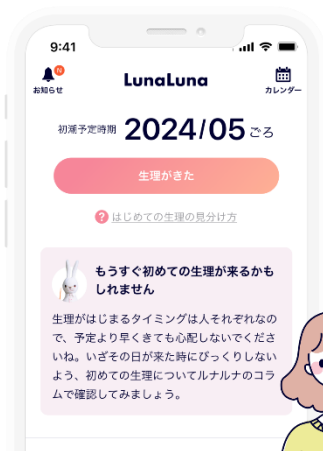 9:41
N
お知らせ
LunaLuna
カレンダー
初潮予定時期 2024/05 ごろ
生理がきた
? はじめての生理の見分け方
もうすぐ初めての生理が来るかも
しれません
生理がはじまるタイミングは人それぞれなの
で、予定より早くきても心配しないでくださ
いね。いざその日が来た時にびっくりしない
よう、初めての生理についてルナルナのコラ
ムで確認してみましょう。